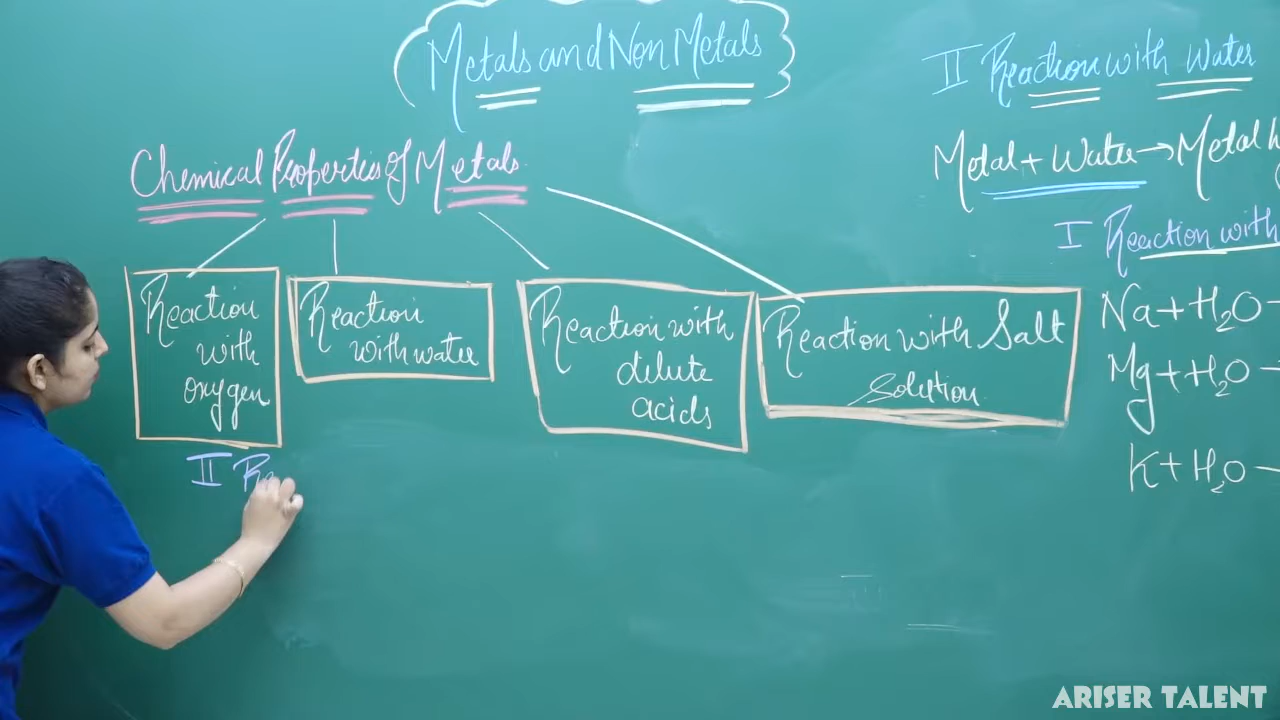 Metals and Non Metals
Chemical Properties of Metals
Reaction
with
oxygen
Reaction
with water
Reaction with
dilute
acids
Reaction with Salt
Solution
II
II Reaction with Water
Metal + Water → Metal
I Reaction with
Na + H₂O
Mg + H₂O
K + H₂O
ARISER TALENT